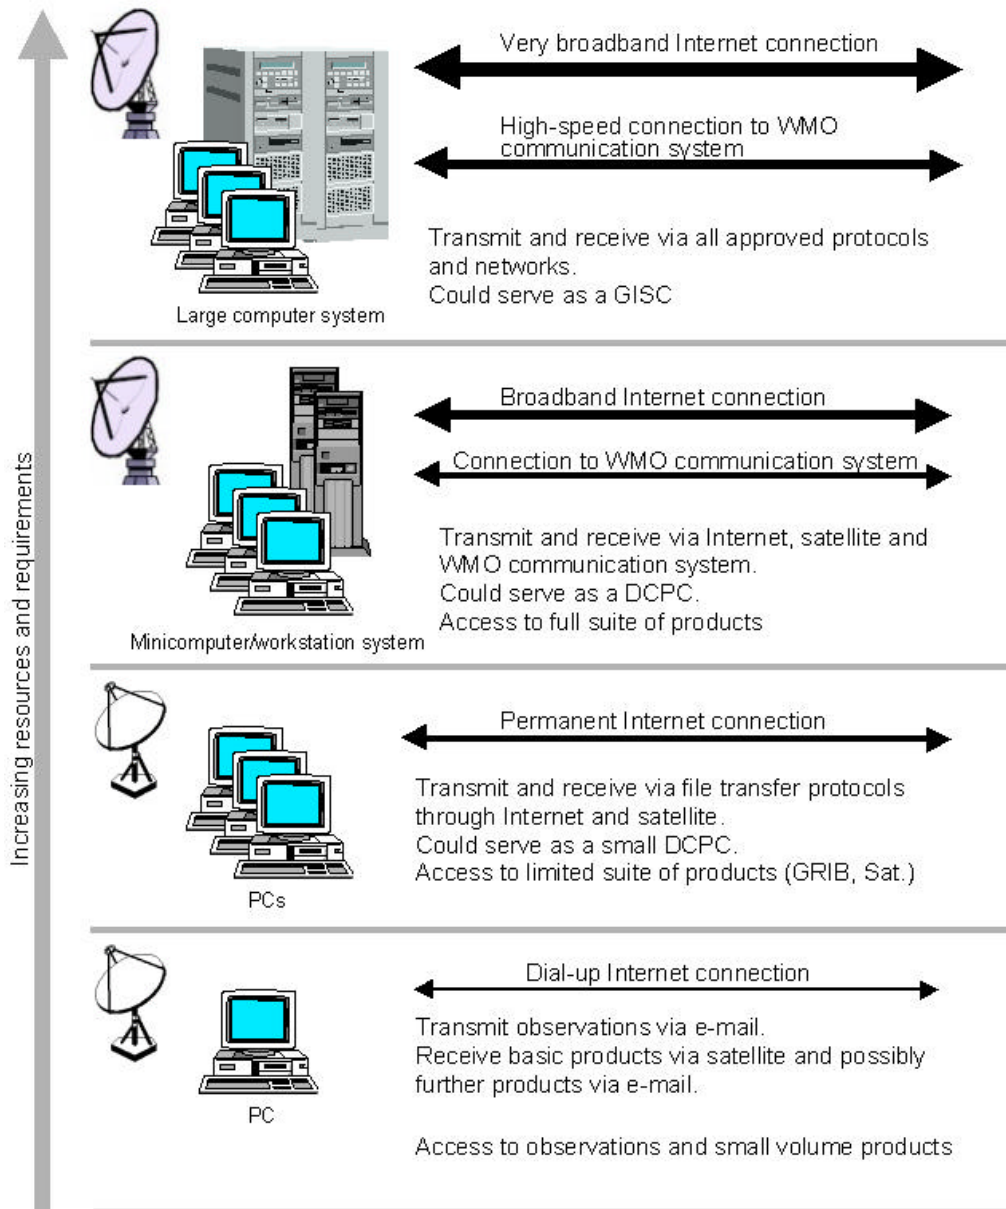 Increasing resources and requirements
Very broadband Internet connection
High-speed connection to WMO
communication system
Transmit and receive via all approved protocols
and networks.
Could serve as a GISC
Large computer system
Broadband Internet connection
Connection to WMO communication system
Transmit and receive via Internet, satellite and
WMO communication system.
Could serve as a DCPC.
Access to full suite of products
Minicomputer/workstation system
Permanent Internet connection
Transmit and receive via file transfer protocols
through Internet and satellite.
Could serve as a small DCPC.
Access to limited suite of products (GRIB, Sat.)
PCs
Dial-up Internet connection
Transmit observations via e-mail.
Receive basic products via satellite and possibly
further products via e-mail.
PC
Access to observations and small volume products